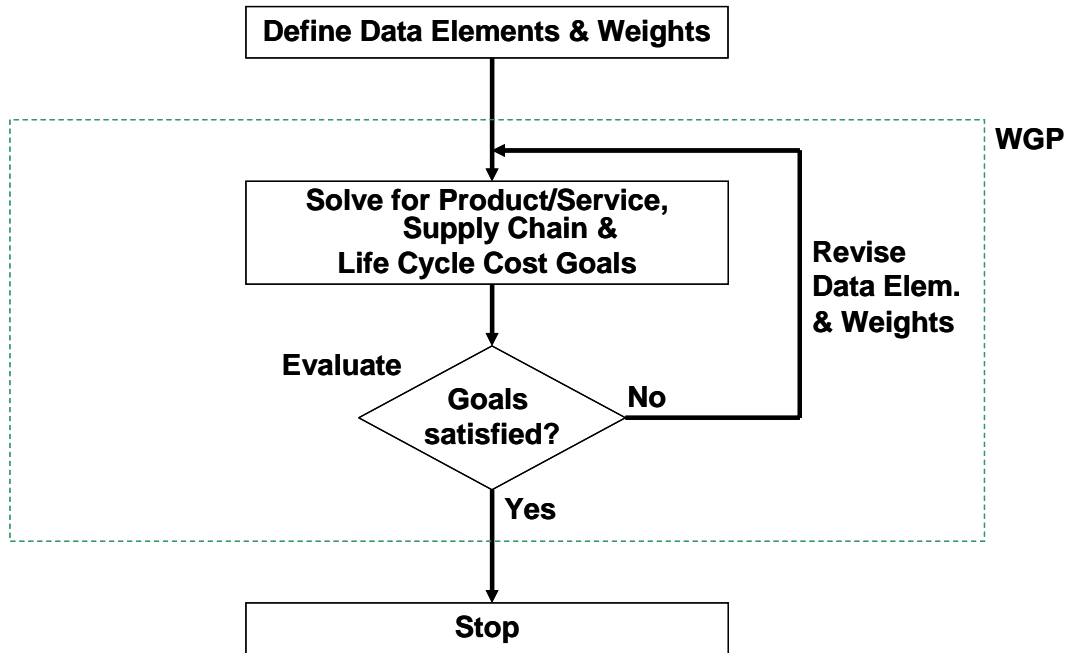 Define Data Elements & Weights
WGP
Solve for Product/Service,
Supply Chain &
Life Cycle Cost Goals
Revise
Data Elem.
& Weights
Evaluate
Goals
satisfied?
No
Yes
Stop